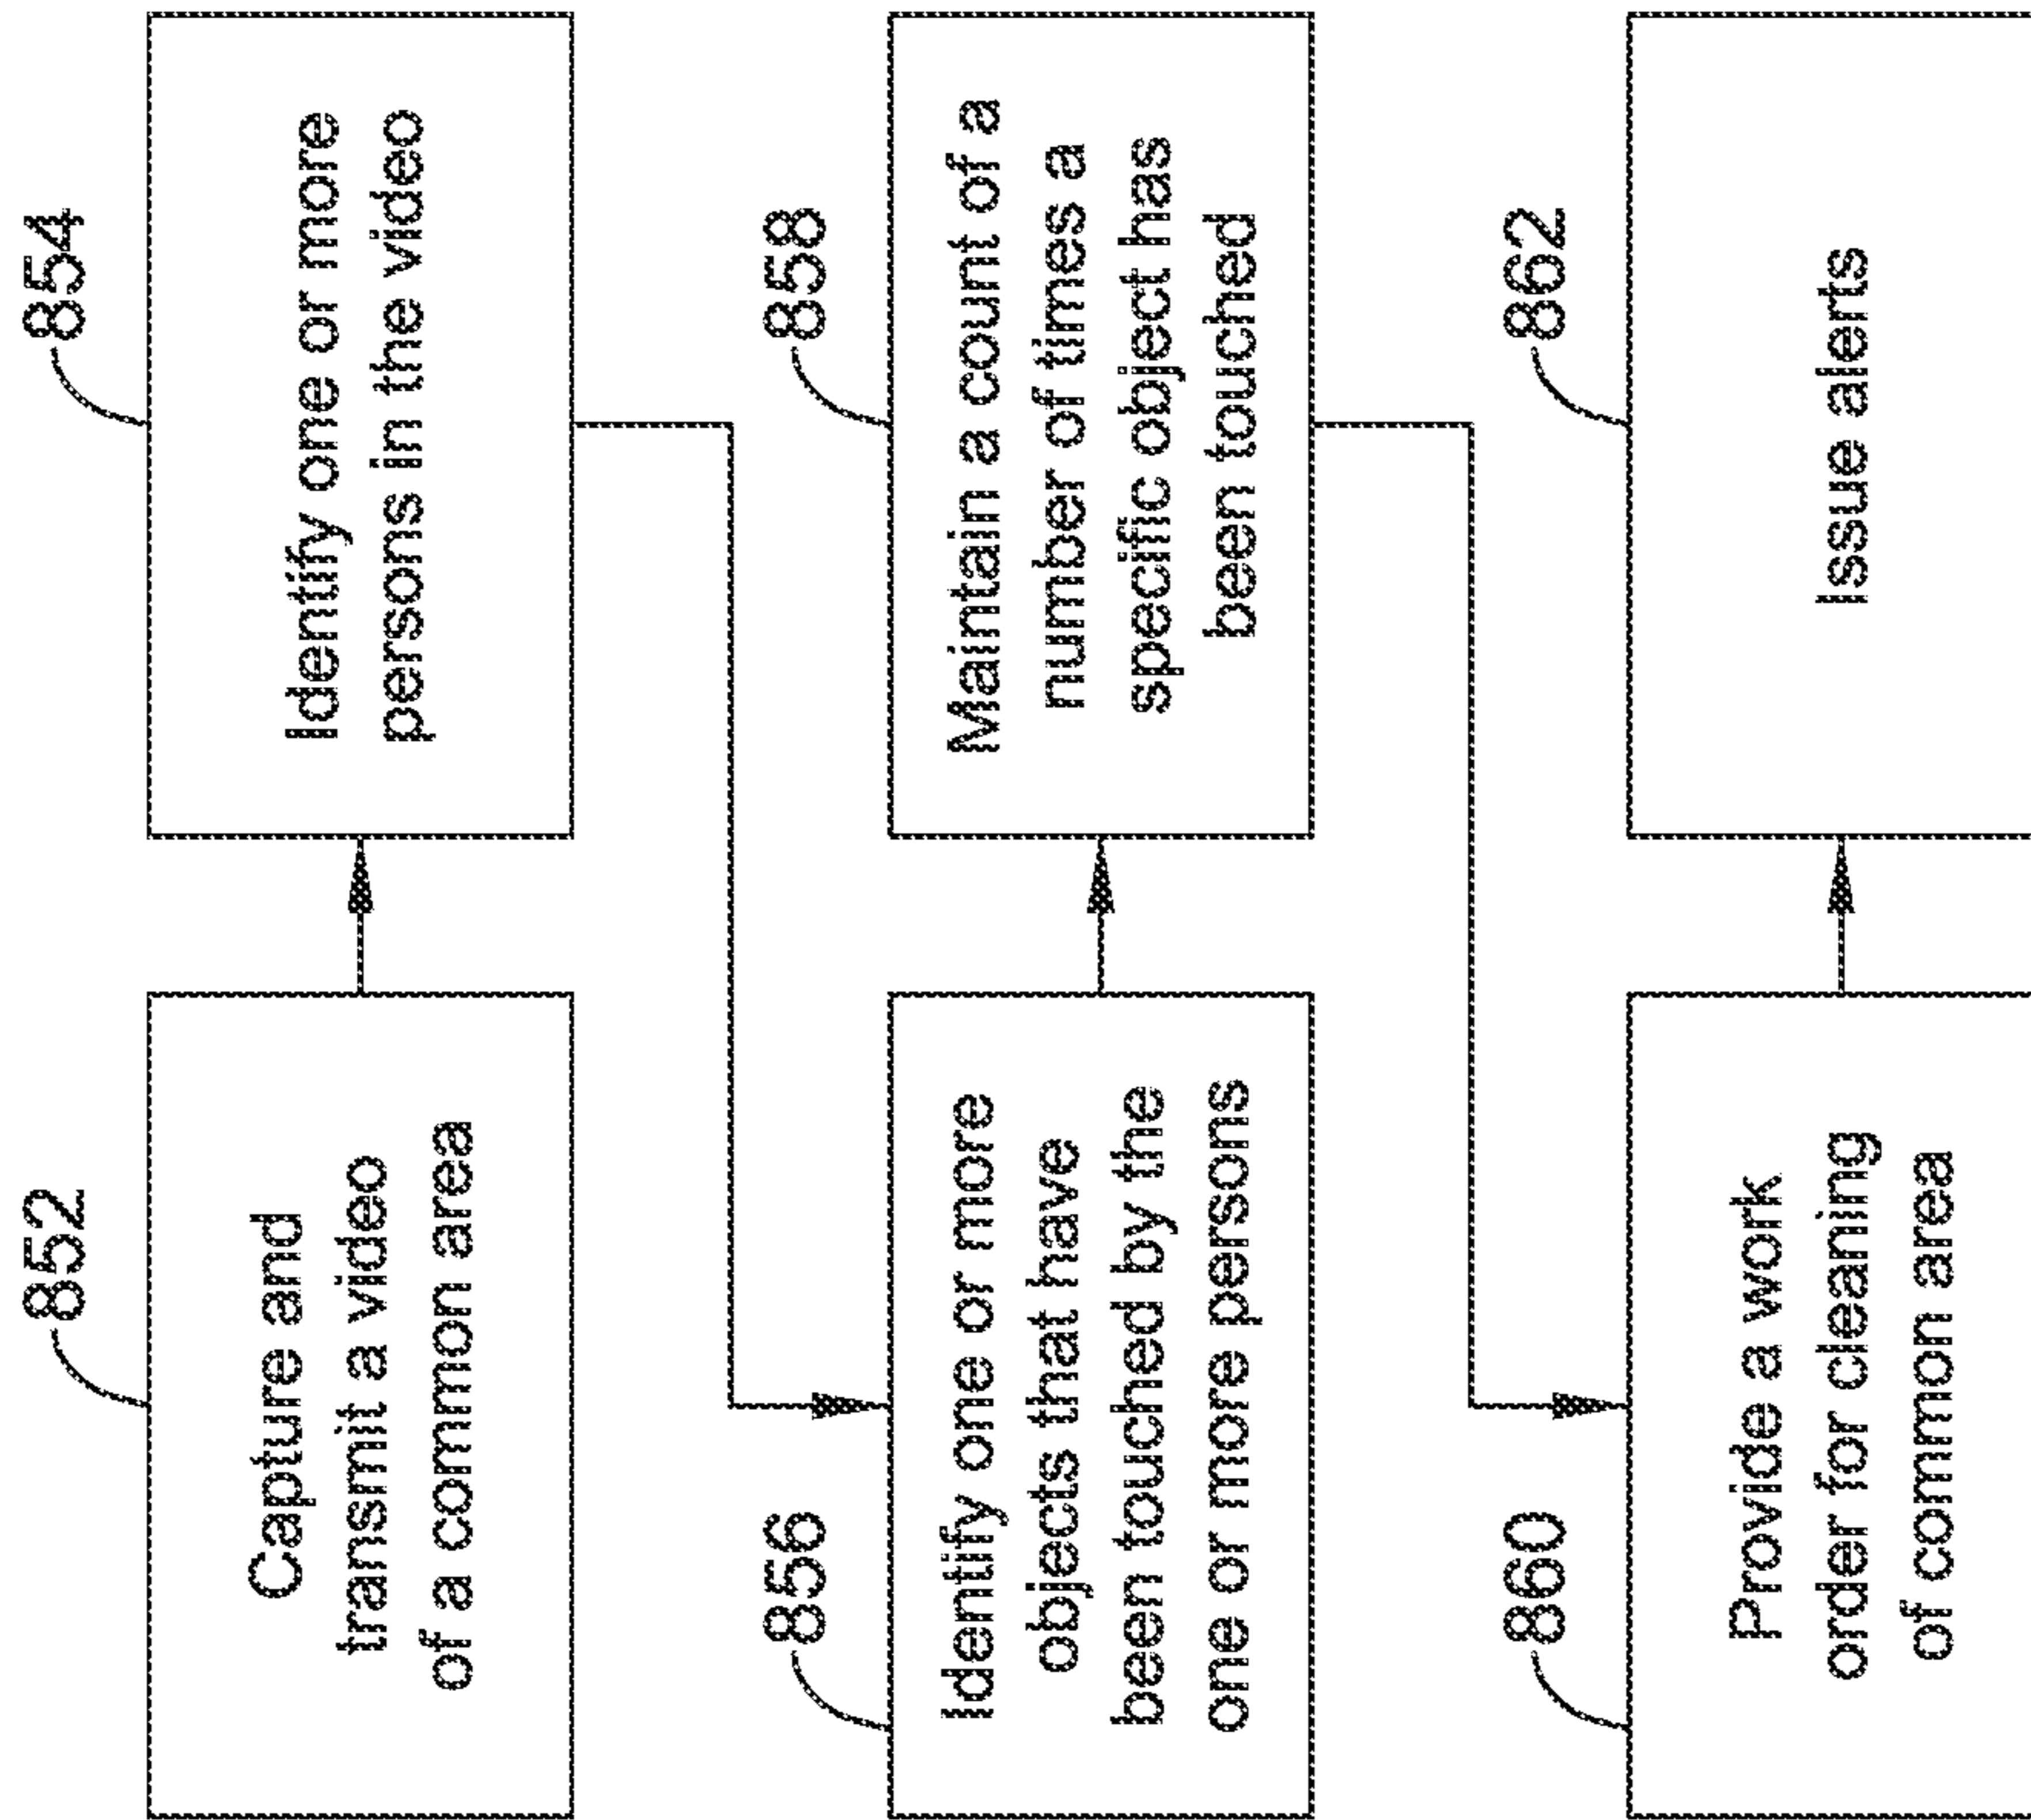 852
Capture and
transmit a video
of a common area
854
Identify one or more
persons in the video
856
Identify one or more
objects that have
been touched by the
one or more persons
858
Maintain a count of a
number of times a
specific object has
been touched
860
Provide a work
order for cleaning
of common area
862
Issue alerts